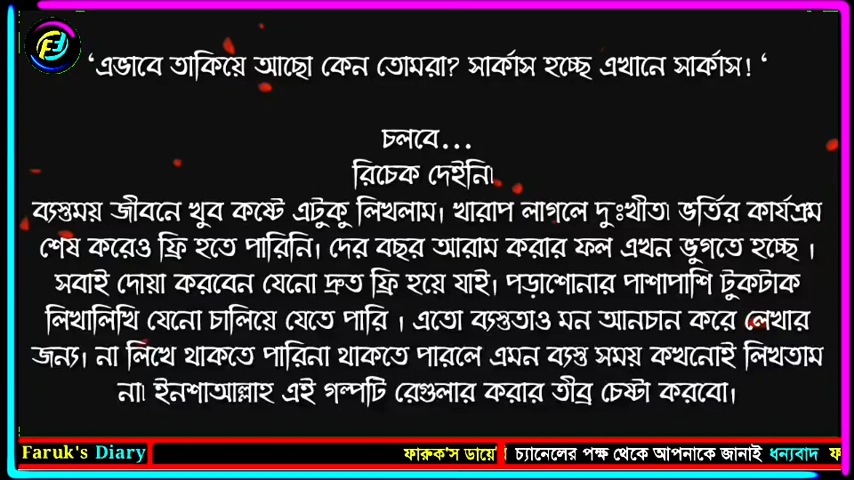 ‘এভাবে তাকিয়ে আছো কেন তোমরা? সার্কাস হচ্ছে এখানে সার্কাস! ‘
চলবে...
রিচেক দেইনি৷
ব্যস্তময় জীবনে খুব কষ্টে এটুকু লিখলাম। খারাপ লাগলে দুঃখীত৷ ভর্তির কার্যশ্রম
শেষ করেও ফ্রি হতে পারিনি। দের বছর আরাম করার ফল এখন ভুগতে হচ্ছে ।
সবাই দোয়া করবেন যেনো দ্রুত ফ্রি হয়ে যাই। পড়াশোনার পাশাপাশি টুকটাক
লিখালিখি যেনো চালিয়ে যেতে পারি । এতো ব্যস্ততাও মন আনচান করে লেখার
জন্য। না লিখে থাকতে পারিনা থাকতে পারলে এমন ব্যস্ত সময় কখনোই লিখতাম
না৷ ইনশাআল্লাহ এই গল্পটি রেগুলার করার তীব্র চেষ্টা করবো।
Faruk's Diary ফারুক'স ডায়ে চ্যানেলের পক্ষ থেকে আপনাকে জানাই ধন্যবাদ ফ